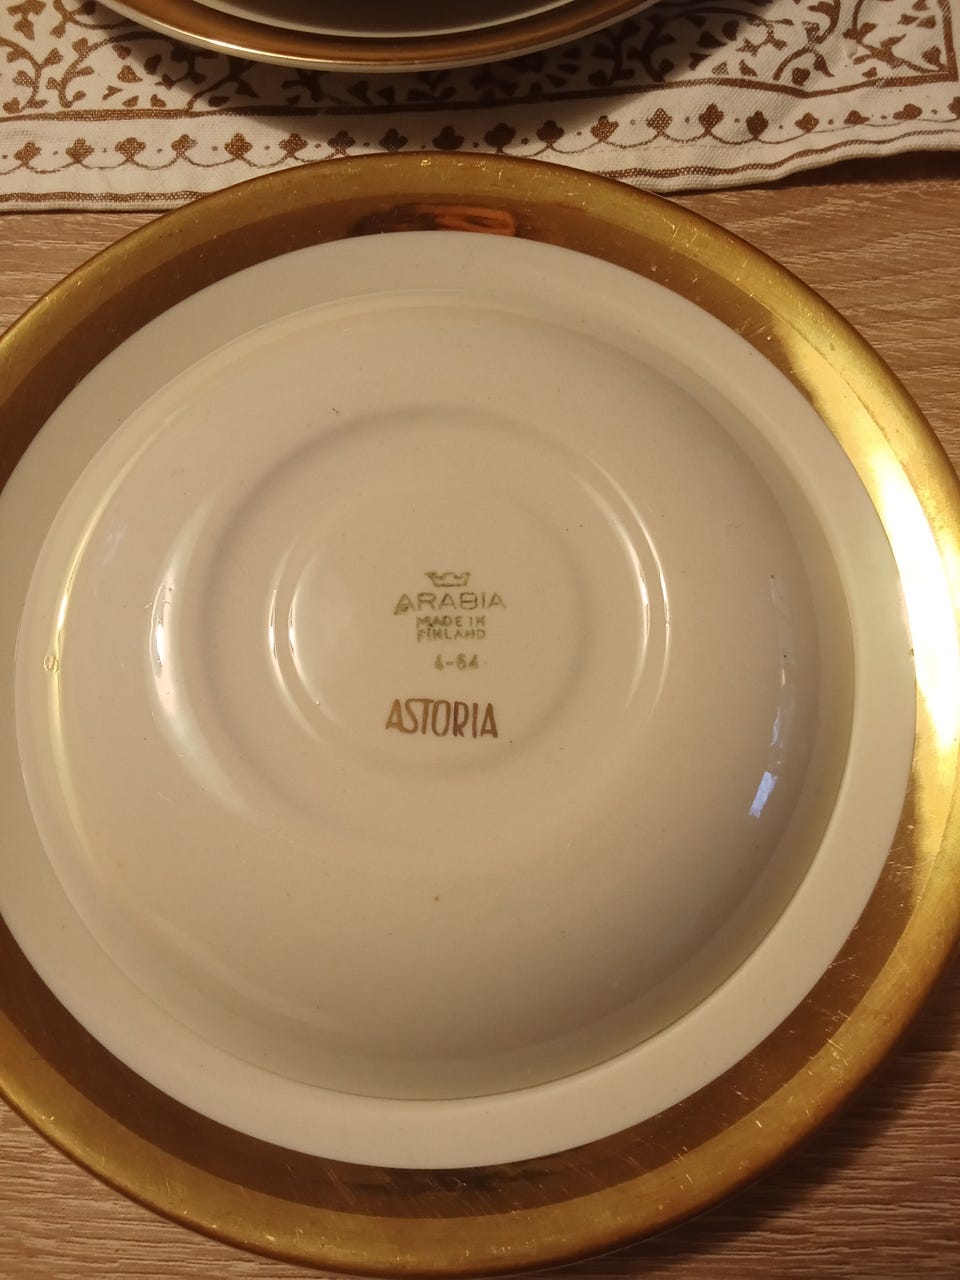 ARABIA
MADE IN
FINLAND
4-64
ASTORIA